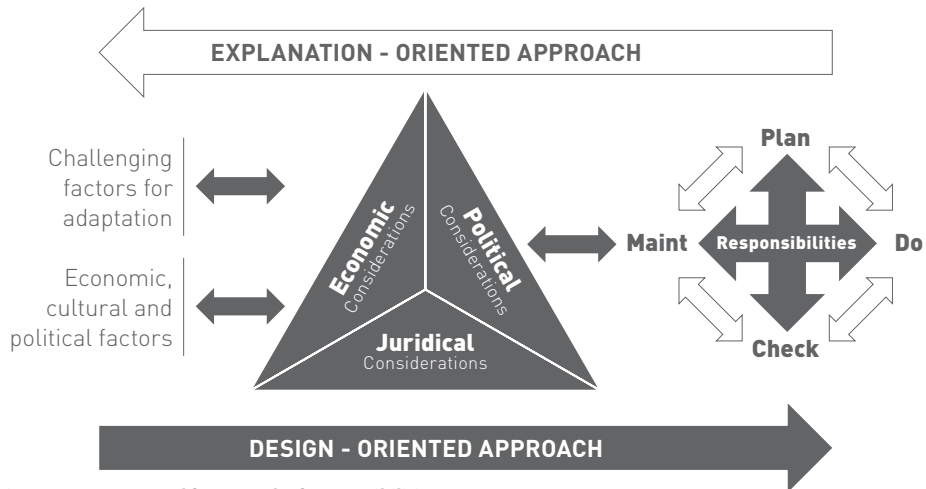 EXPLANATION - ORIENTED APPROACH
Challenging
factors for
adaptation
Economic,
cultural and
political factors
Economic
Considerations
Political
Considerations
Juridical
Considerations
Plan
Maint
Responsibilities
Do
Check
DESIGN - ORIENTED APPROACH